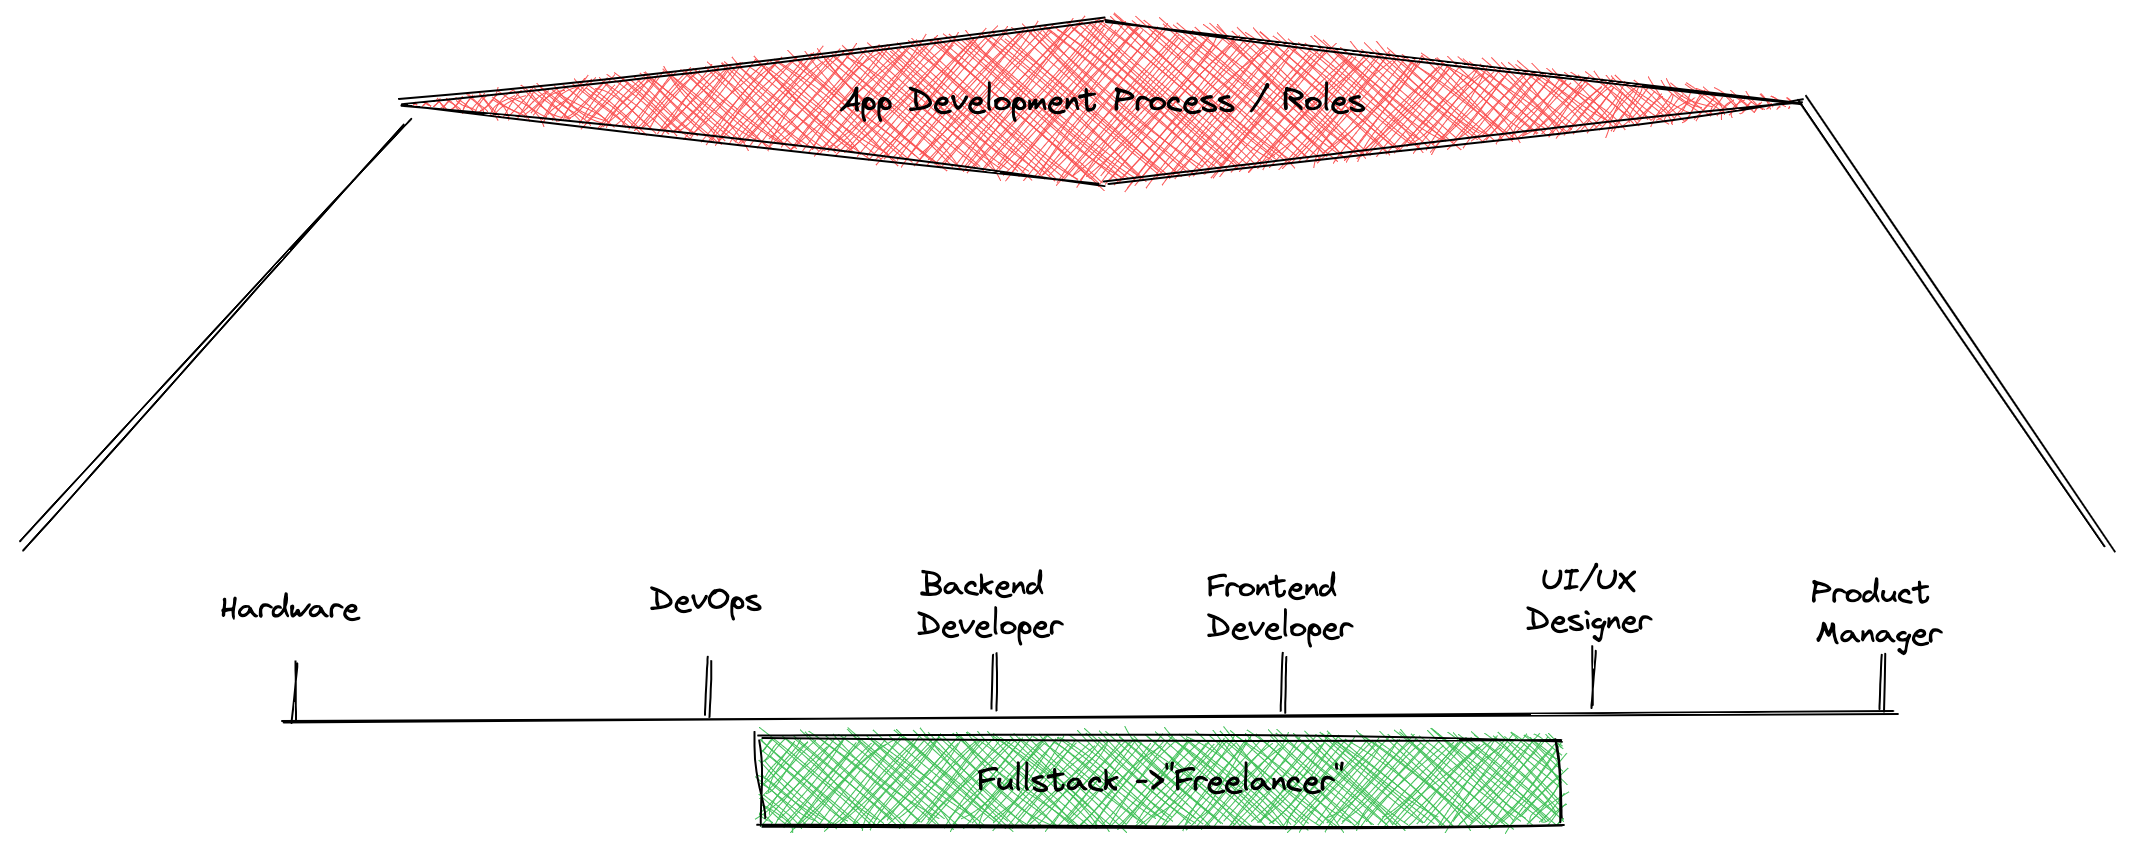 App Development Process / Roles
Hardware
DevOps
Backend
Developer
Frontend
Developer
UI/UX
Designer
Product
Manager
Fullstack ->"Freelancer"